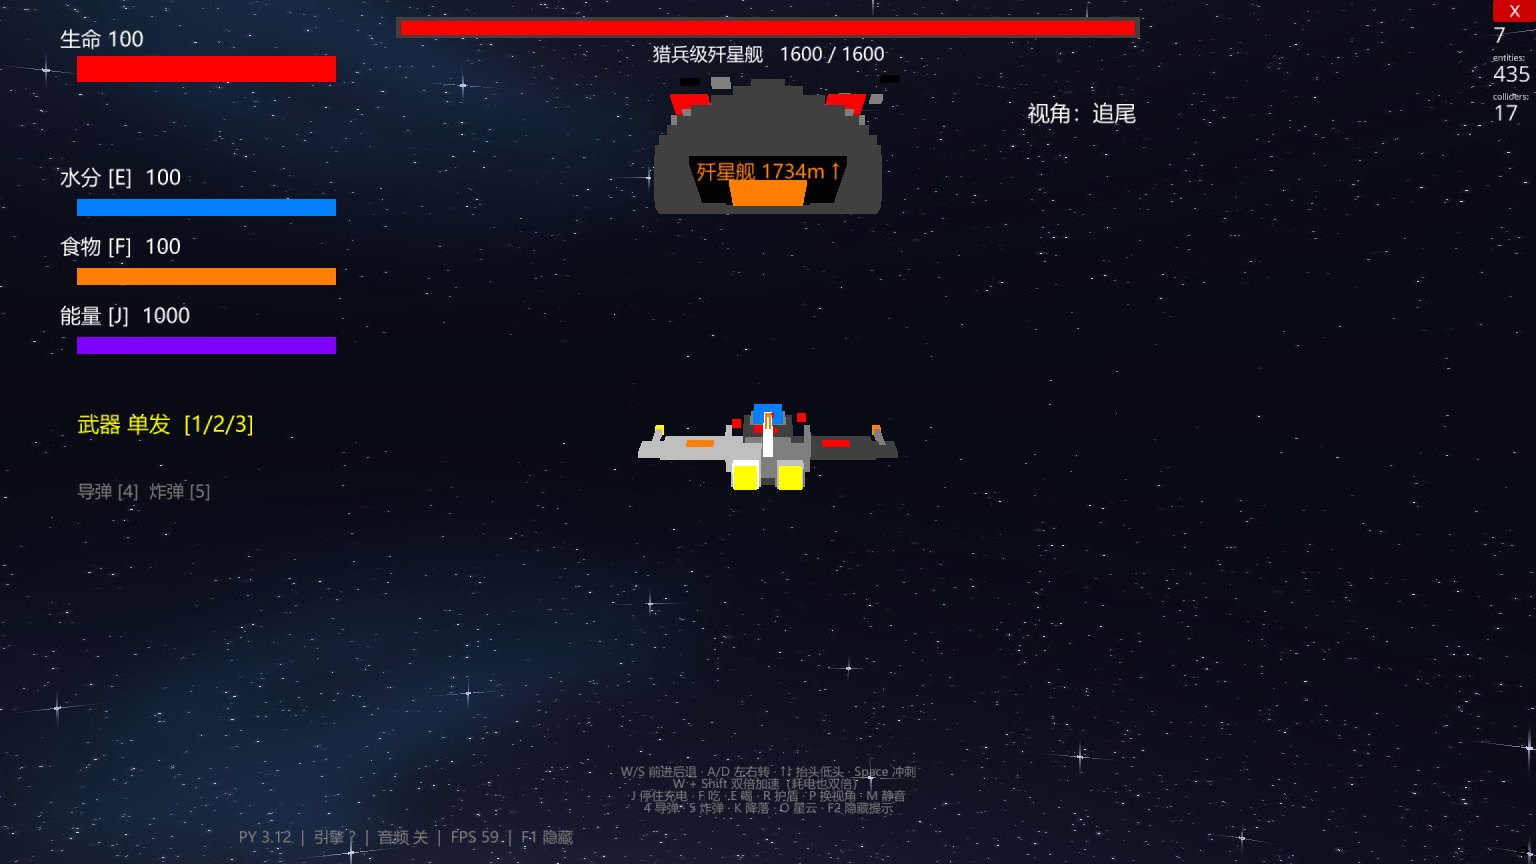 生命 100
猎兵级歼星舰 1600 / 1600
X
7
entities:
435
colliders:
17
视角：追尾
歼星舰 1734m ↑
水分 [E] 100
食物 [F] 100
能量 [J] 1000
武器 单发 [1/2/3]
导弹 [4] 炸弹 [5]
W/S 前进后退 · A/D 左右转 · ↑↓ 抬头低头 · Space 冲刺
W + Shift 双倍加速（耗电也双倍）
J 停住充电 · F 吃 · E 喝 · R 护盾 · P 换视角 · M 静音
4 导弹 · 5 炸弹 · K 降落 · O 星云 · F2 隐藏提示
PY 3.12 | 引擎 ? | 音频 关 | FPS 59 | F1 隐藏